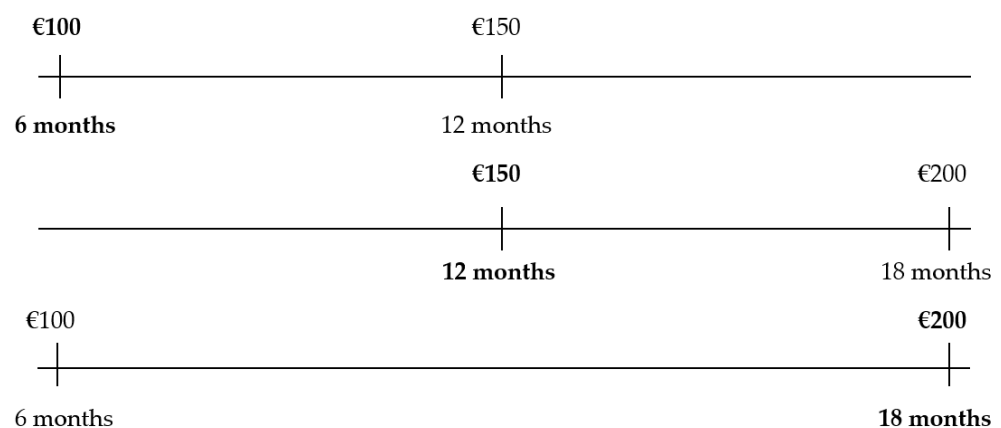 €100 €150
6 months 12 months
€150 €200
12 months 18 months
€100 €200
6 months 18 months